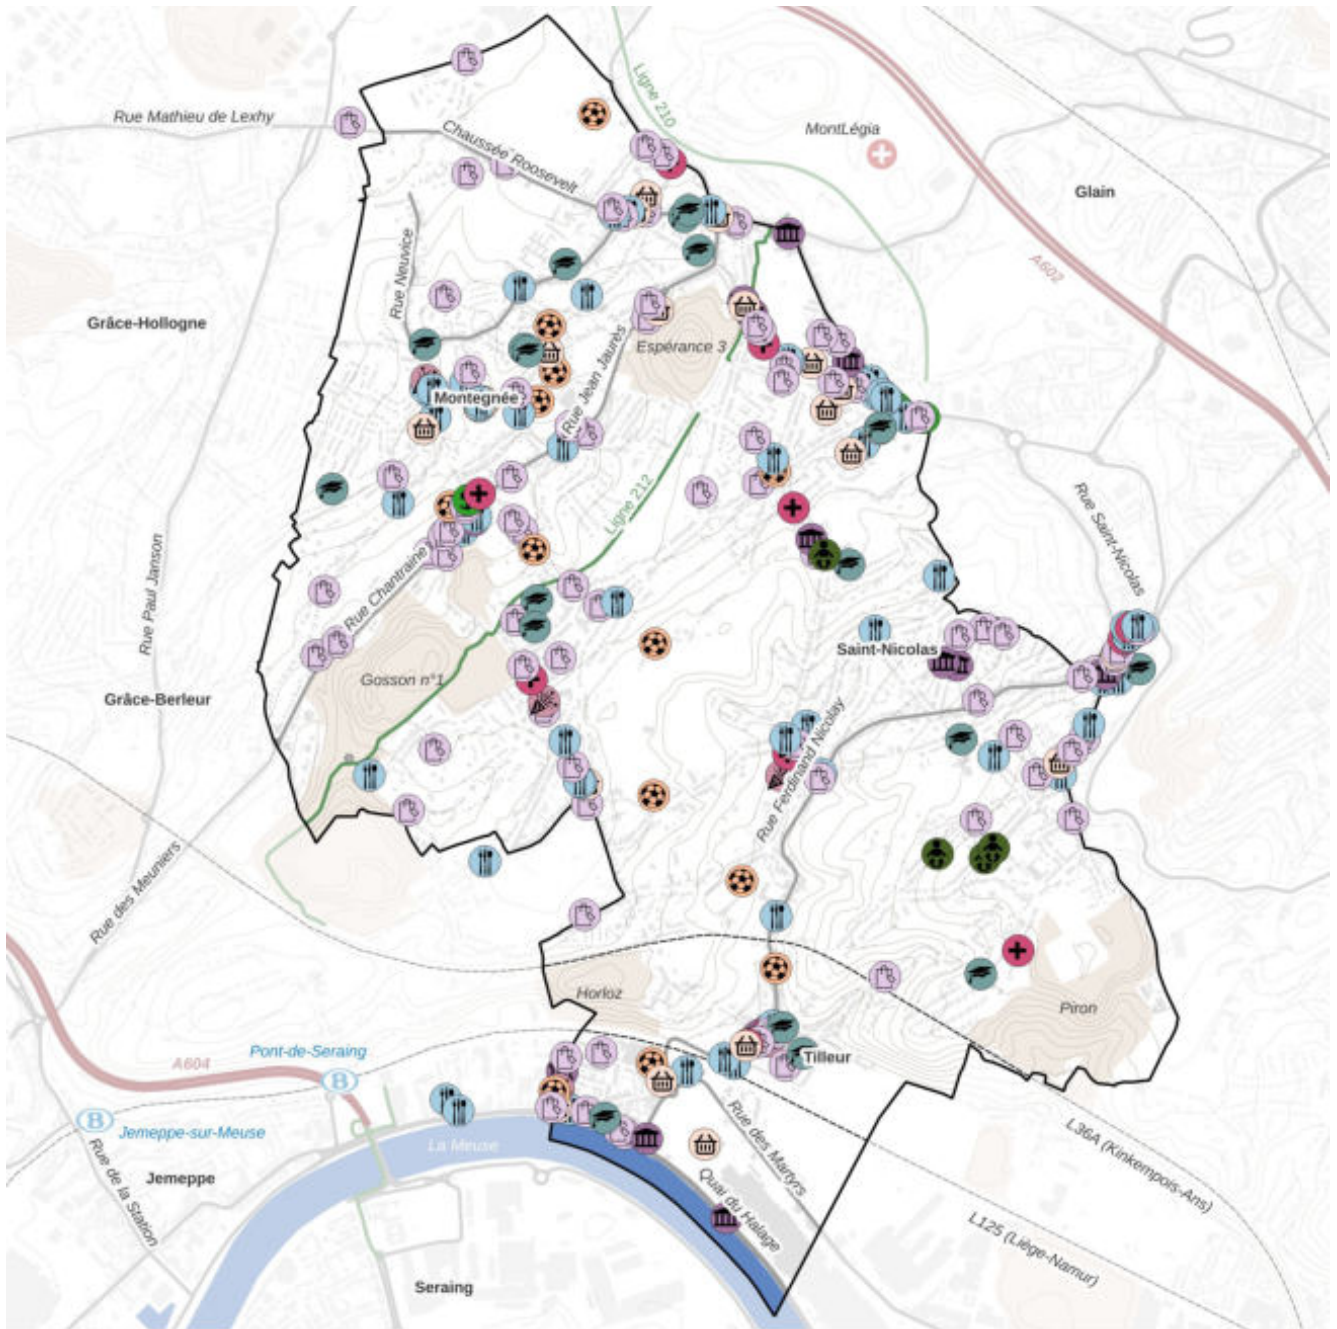 Ligne 210
Rue Mathieu de Lexhy
Chaussée Roosevelt
MontLégia
Glain
A602
Rue Neuvice
Grâce-Hollogne
Espérance 3
Rue Jean Jaurès
Montegnée
Ligne 212
Rue Saint-Nicolas
Rue Paul Janson
Rue Chantraine
Saint-Nicolas
Gosson n°1
Grâce-Berleur
Rue Ferdinand Nicolay
Rue des Meuniers
Horloz
Piron
A604
Pont-de-Seraing
B
Tilleur
B
Jemeppe-sur-Meuse
La Meuse
Rue des Martyrs
L36A (Kinkempois-Ans)
Rue de la Station
Jemeppe
Quai du Halage
L125 (Liège-Namur)
Seraing